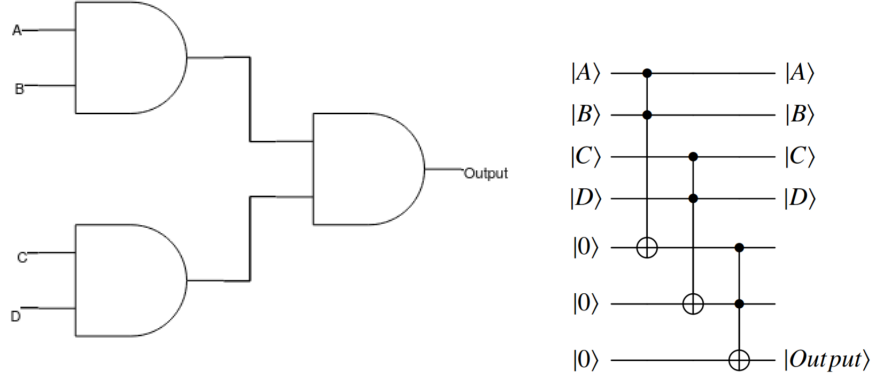 A
B
C
D
Output
|A⟩ |A⟩
|B⟩ |B⟩
|C⟩ |C⟩
|D⟩ |D⟩
|0⟩
|0⟩
|0⟩ |Output⟩